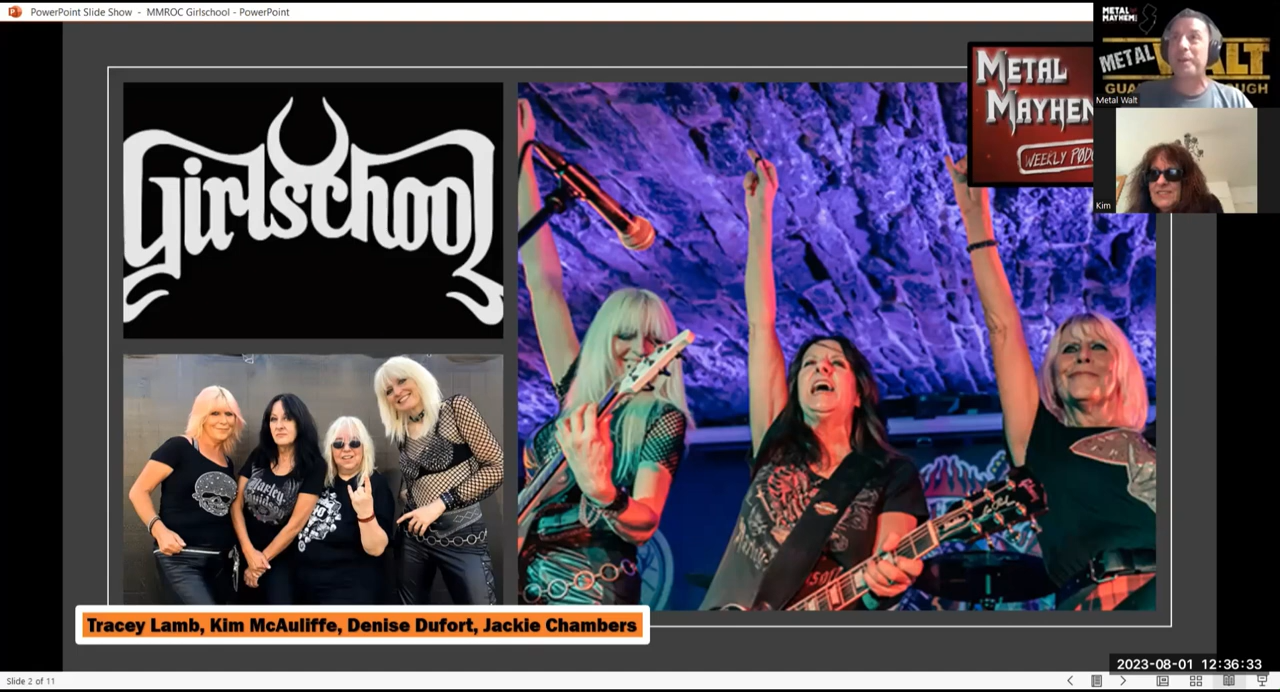 PowerPoint Slide Show - MMROC Girlschool - PowerPoint
METAL
MAYHEM
METAL WALT
Metal Walt
Kim
METAL
MAYHEM
WEEKLY
Girlschool
Harley
Tracey Lamb, Kim McAuliffe, Denise Dufort, Jackie Chambers
2023-08-01 12:36:33
Slide 2 of 11